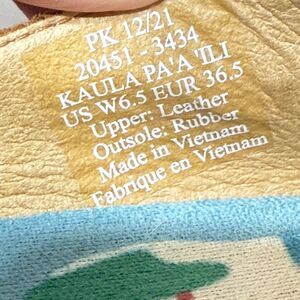 PK 12/21
20451 - 3434
KAULA PA'A 'ILI
US W6.5 EUR 36.5
Upper: Leather
Outsole: Rubber
Made in Vietnam
Fabrique en Vietnam